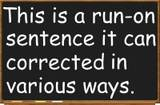 This is a run-on
sentence it can
corrected in
various ways.